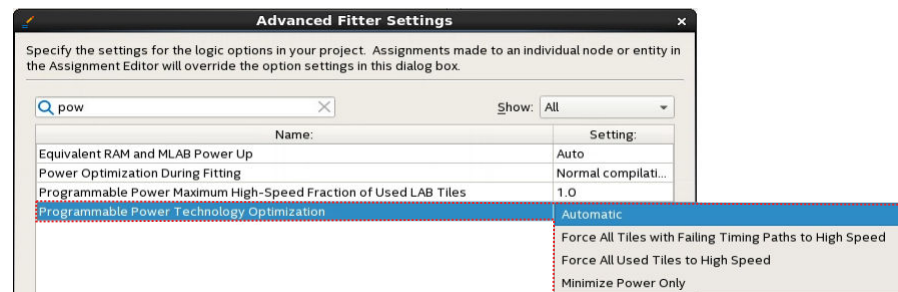 Advanced Fitter Settings
Specify the settings for the logic options in your project. Assignments made to an individual node or entity in
the Assignment Editor will override the option settings in this dialog box.
pow
Show: All
Name: Setting:
Equivalent RAM and MLAB Power Up Auto
Power Optimization During Fitting Normal compilati...
Programmable Power Maximum High-Speed Fraction of Used LAB Tiles 1.0
Programmable Power Technology Optimization Automatic
Force All Tiles with Failing Timing Paths to High Speed
Force All Used Tiles to High Speed
Minimize Power Only